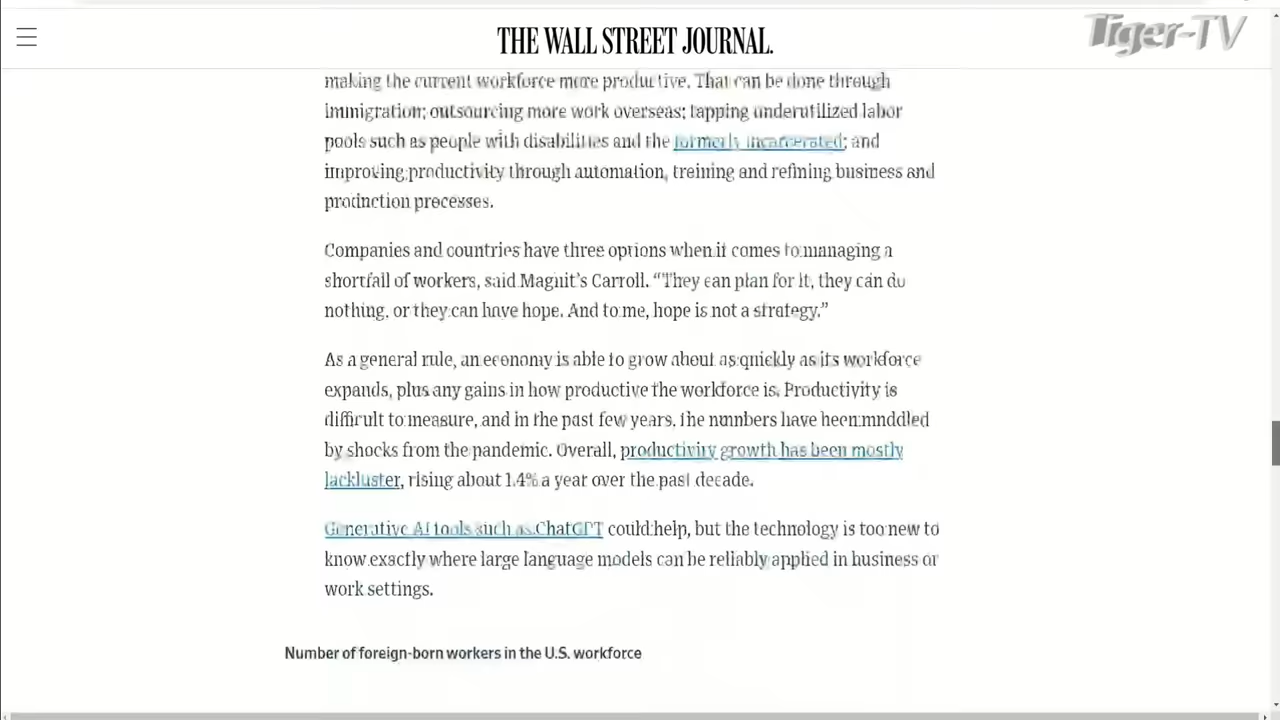 THE WALL STREET JOURNAL.
Tiger-TV
making the current workforce more productive. That can be done through
immigration; outsourcing more work overseas; tapping underutilized labor
pools such as people with disabilities and the formerly incarcerated; and
improving productivity through automation, training and refining business and
production processes.
Companies and countries have three options when it comes to managing a
shortfall of workers, said Magnit’s Carroll. “They can plan for it, they can do
nothing, or they can have hope. And to me, hope is not a strategy.”
As a general rule, an economy is able to grow about as quickly as its workforce
expands, plus any gains in how productive the workforce is. Productivity is
difficult to measure, and in the past few years, the numbers have been muddled
by shocks from the pandemic. Overall, productivity growth has been mostly
lackluster, rising about 1.4% a year over the past decade.
Generative AI tools such as ChatGPT could help, but the technology is too new to
know exactly where large language models can be reliably applied in business or
work settings.
Number of foreign-born workers in the U.S. workforce